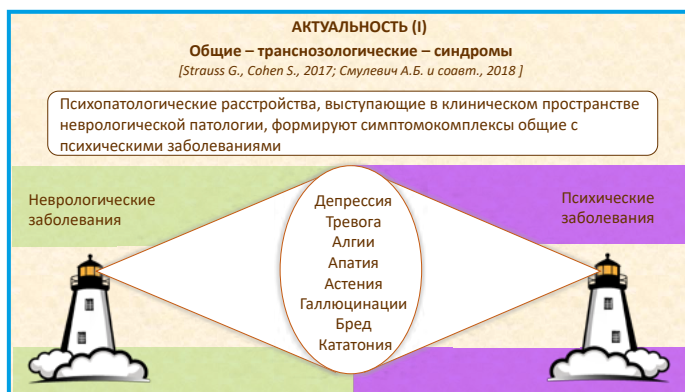 АКТУАЛЬНОСТЬ (I)
Общие – транснозологические – синдромы
[Strauss G., Cohen S., 2017; Смулевич А.Б. и соавт., 2018 ]
Психопатологические расстройства, выступающие в клиническом пространстве
неврологической патологии, формируют симптомокомплексы общие с
психическими заболеваниями
Неврологические
заболевания
Депрессия
Тревога
Алгии
Апатия
Астения
Галлюцинации
Бред
Кататония
Психические
заболевания